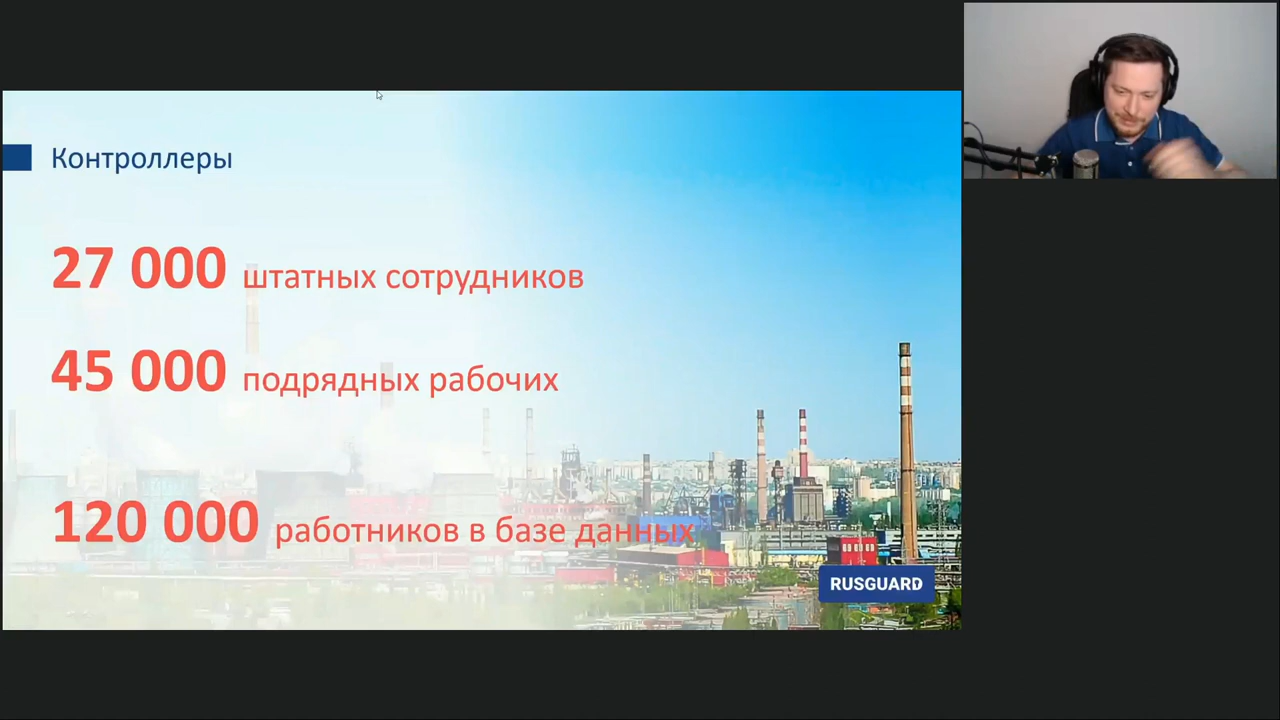 Контроллеры
27 000 штатных сотрудников
45 000 подрядных рабочих
120 000 работников в базе данных
RUSGUARD